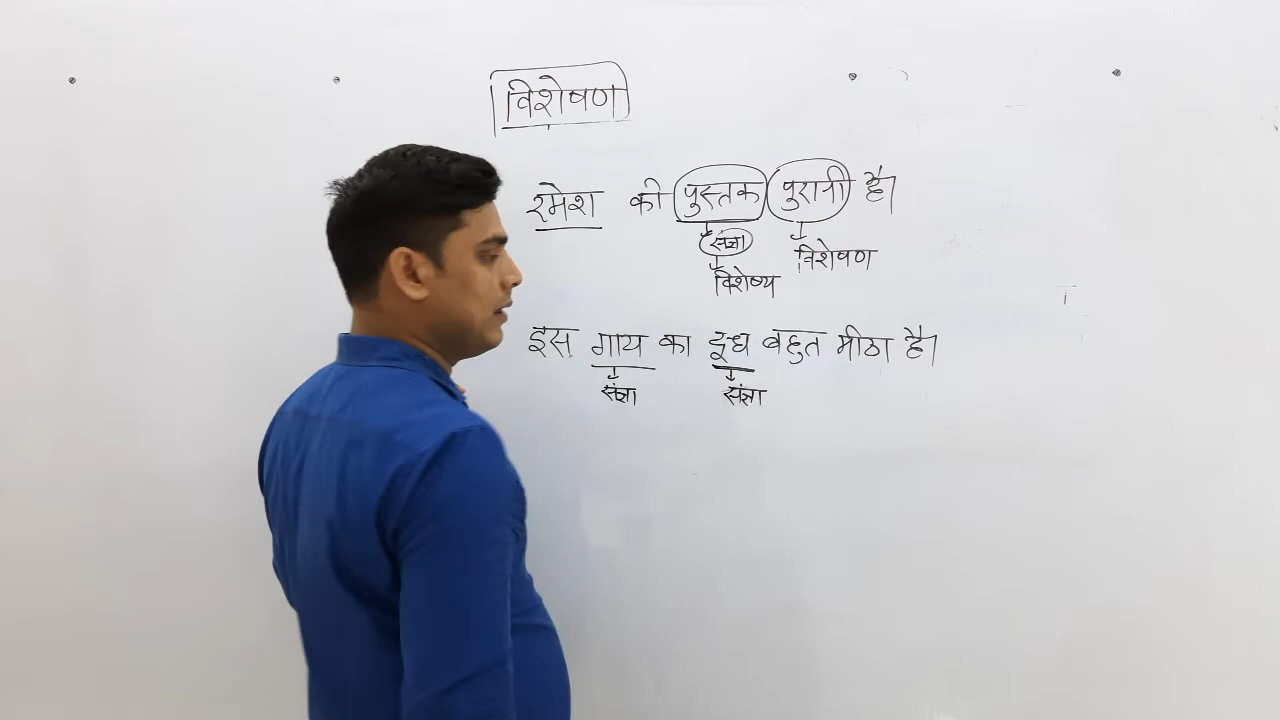 विशेषण
रमेश की पुस्तक पुरानी है।
संज्ञा
विशेषण
विशेष्य
इस गाय का दूध बहुत मीठा है।
संज्ञा संज्ञा